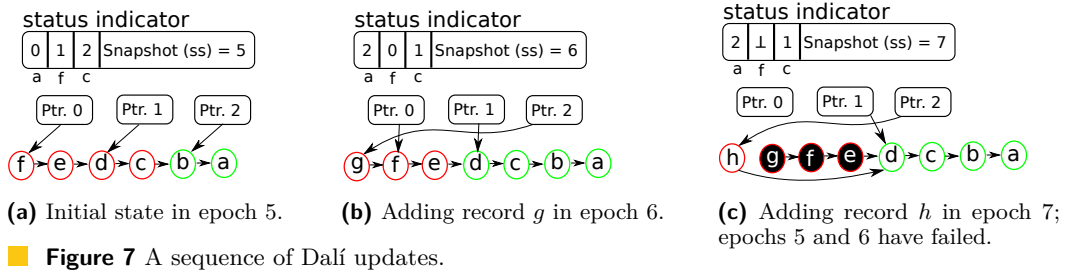 status indicator
0 1 2 Snapshot (ss) = 5
a f c
Ptr. 0 Ptr. 1 Ptr. 2
f e d c b a
(a) Initial state in epoch 5.
status indicator
2 0 1 Snapshot (ss) = 6
a f c
Ptr. 0 Ptr. 1 Ptr. 2
g f e d c b a
(b) Adding record g in epoch 6.
status indicator
2 ⊥ 1 Snapshot (ss) = 7
a f c
Ptr. 0 Ptr. 1 Ptr. 2
h g f e d c b a
(c) Adding record h in epoch 7;
epochs 5 and 6 have failed.
Figure 7 A sequence of Dalí updates.